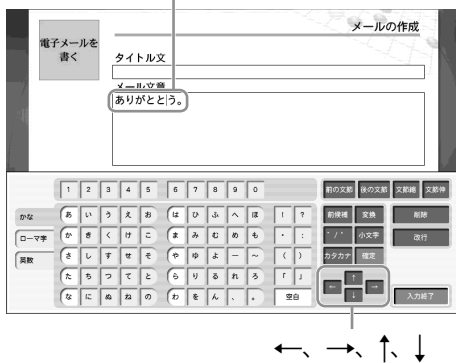 メールの作成
電子メールを
書く
タイトル文
メール文章
ありがとと|う。
1 2 3 4 5 6 7 8 9 0
前の文節 後の文節 文節縮 文節伸
かな
ローマ字
英数
あ い う え お は ひ ふ へ ほ ! ?
か き く け こ ま み む め も ・ :
さ し す せ そ や ゆ よ ー ~ ( )
た ち つ て と ら り る れ ろ 「 」
な に ぬ ね の わ を ん 、 。 空白
前候補 変換 削除
゛/゜ 小文字 改行
カタカナ 確定
← ↑ ↓ → 入力終了
←、→、↑、↓